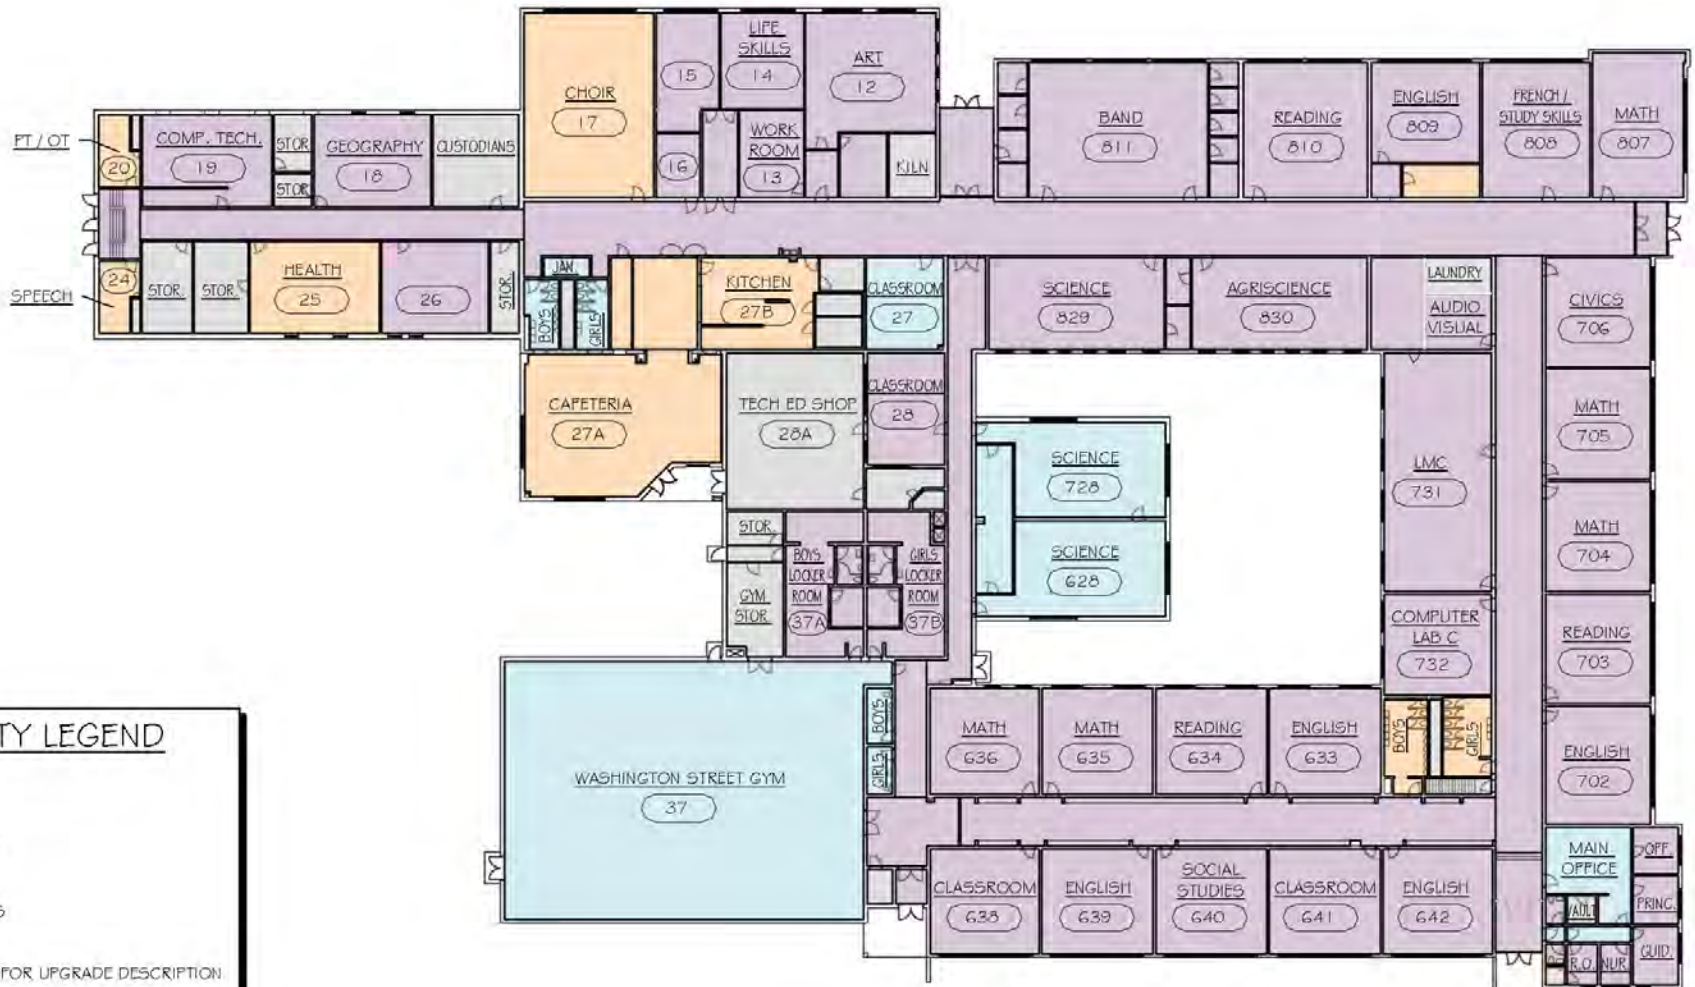 LIFE
SKILLS
14
15
ART
12
CHOIR
17
WORK
ROOM
13
16
KILN
BAND
811
READING
810
ENGLISH
809
FRENCH /
STUDY SKILLS
808
MATH
807
PT / OT
20
COMP. TECH.
19
STOR.
STOR.
GEOGRAPHY
18
CUSTODIANS
24
SPEECH
STOR.
STOR.
HEALTH
25
26
STOR.
JAN.
BOYS
GIRLS
KITCHEN
27B
CLASSROOM
27
SCIENCE
829
AGRISCIENCE
830
LAUNDRY
AUDIO
VISUAL
CIVICS
706
CAFETERIA
27A
TECH ED SHOP
28A
CLASSROOM
28
SCIENCE
728
SCIENCE
628
LMC
731
MATH
705
MATH
704
STOR.
GYM
STOR.
BOYS
LOCKER
ROOM
37A
GIRLS
LOCKER
ROOM
37B
COMPUTER
LAB C
732
READING
703
BOYS
GIRLS
MATH
636
MATH
635
READING
634
ENGLISH
633
BOYS
GIRLS
ENGLISH
702
WASHINGTON STREET GYM
37
CLASSROOM
638
ENGLISH
639
SOCIAL
STUDIES
640
CLASSROOM
641
ENGLISH
642
MAIN
OFFICE
OFF.
VAULT
PRINC.
R.O.
NUR.
GUID.
TY LEGEND
S
FOR UPGRADE DESCRIPTION